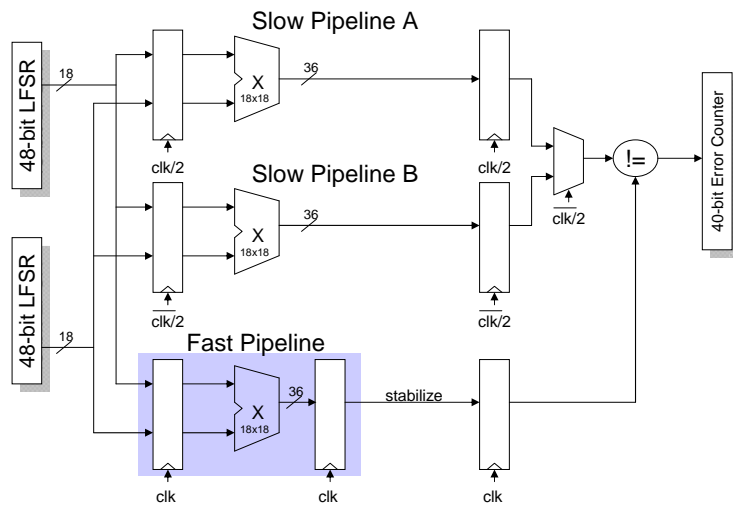 Slow Pipeline A
48-bit LFSR
18
X
18x18
36
clk/2
clk/2
Slow Pipeline B
X
18x18
36
clk/2
clk/2
clk/2
!=
40-bit Error Counter
48-bit LFSR
18
Fast Pipeline
X
18x18
36
stabilize
clk
clk
clk